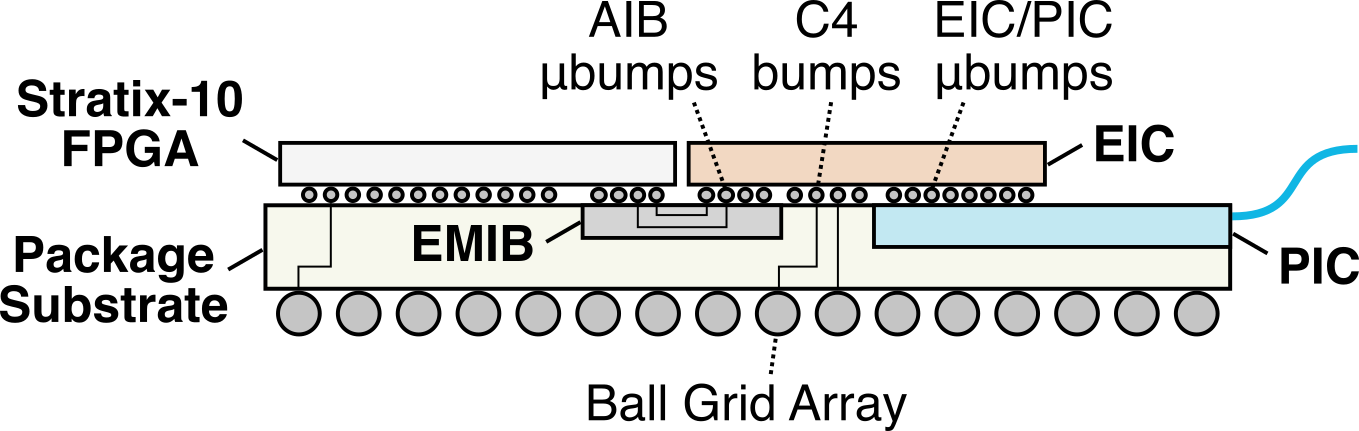 AIB
μbumps
C4
bumps
EIC/PIC
μbumps
Stratix-10
FPGA
EIC
EMIB
Package
Substrate
PIC
Ball Grid Array